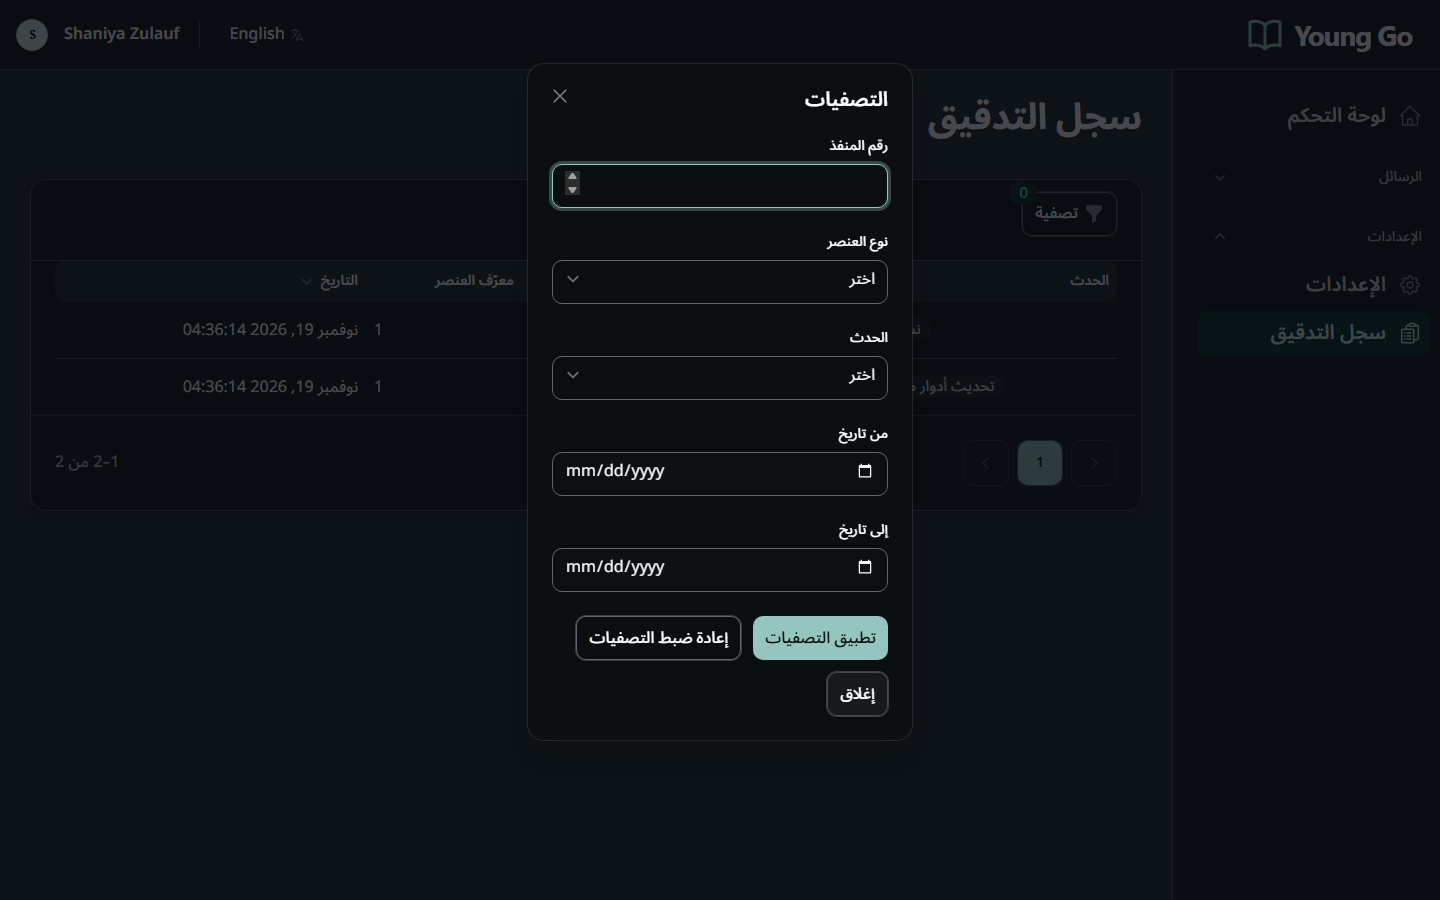 Young Go
English
Shaniya Zulauf
S
لوحة التحكم
الرسائل
الإعدادات
الإعدادات
سجل التدقيق
سجل التدقيق
تصفية
0
الحدث
معرّف العنصر
التاريخ
1
نوفمبر 19, 2026 04:36:14
تحديث أدوار
1
نوفمبر 19, 2026 04:36:14
1
1–2 من 2
التصفيات
رقم المنفذ
نوع العنصر
اختر
الحدث
اختر
من تاريخ
mm/dd/yyyy
إلى تاريخ
mm/dd/yyyy
تطبيق التصفيات
إعادة ضبط التصفيات
إغلاق